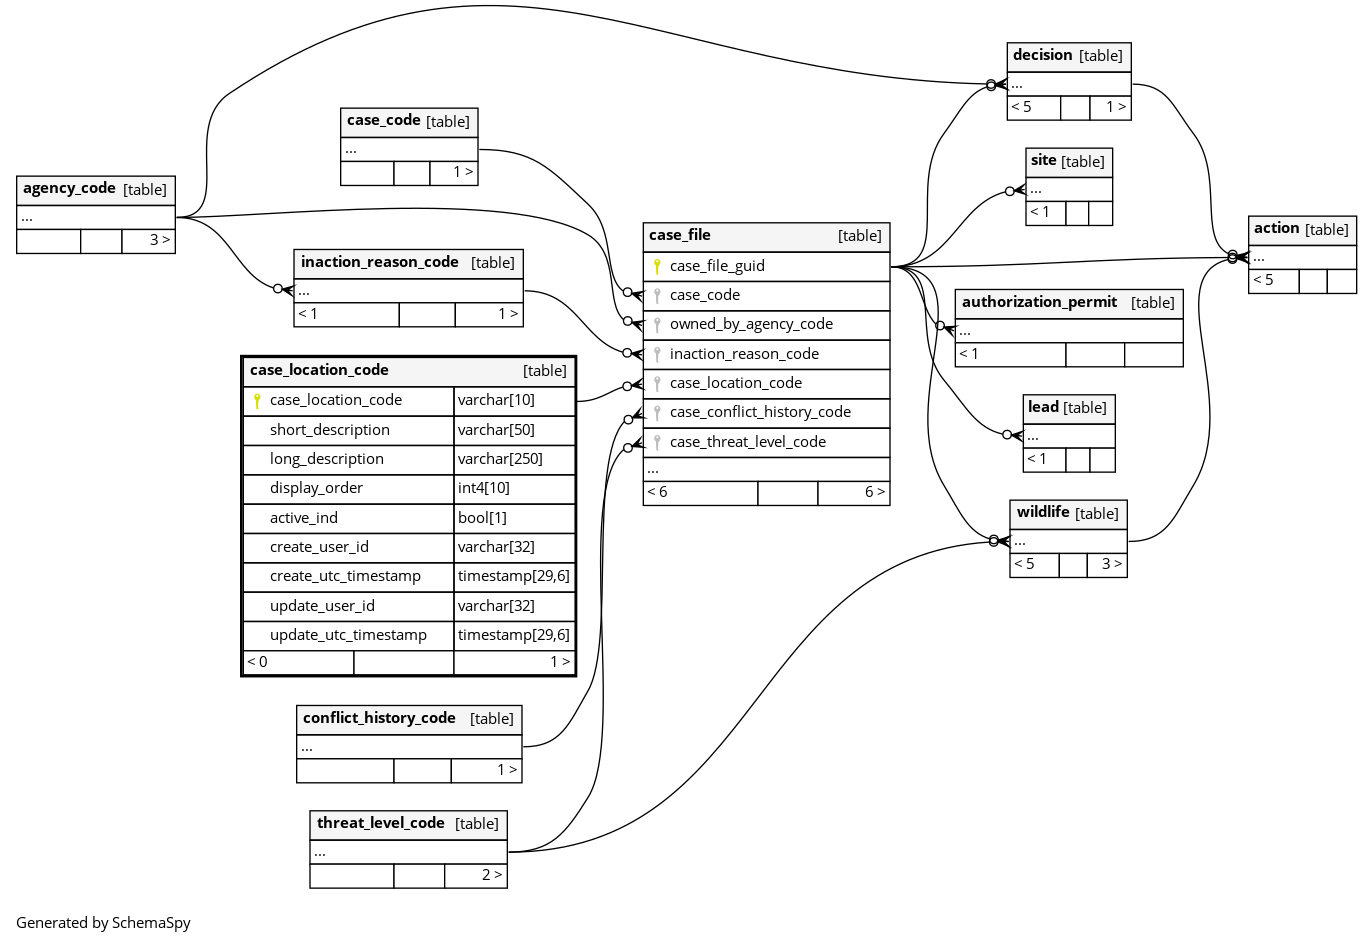 decision [table]
...
< 5 1 >
case_code [table]
...
1 >
site [table]
...
< 1
agency_code [table]
...
3 >
action [table]
...
< 5
case_file [table]
case_file_guid
case_code
owned_by_agency_code
inaction_reason_code
case_location_code
case_conflict_history_code
case_threat_level_code
...
< 6 6 >
inaction_reason_code [table]
...
< 1 1 >
authorization_permit [table]
...
< 1
case_location_code [table]
case_location_code varchar[10]
short_description varchar[50]
long_description varchar[250]
display_order int4[10]
active_ind bool[1]
create_user_id varchar[32]
create_utc_timestamp timestamp[29,6]
update_user_id varchar[32]
update_utc_timestamp timestamp[29,6]
< 0 1 >
lead [table]
...
< 1
wildlife [table]
...
< 5 3 >
conflict_history_code [table]
...
1 >
threat_level_code [table]
...
2 >
Generated by SchemaSpy